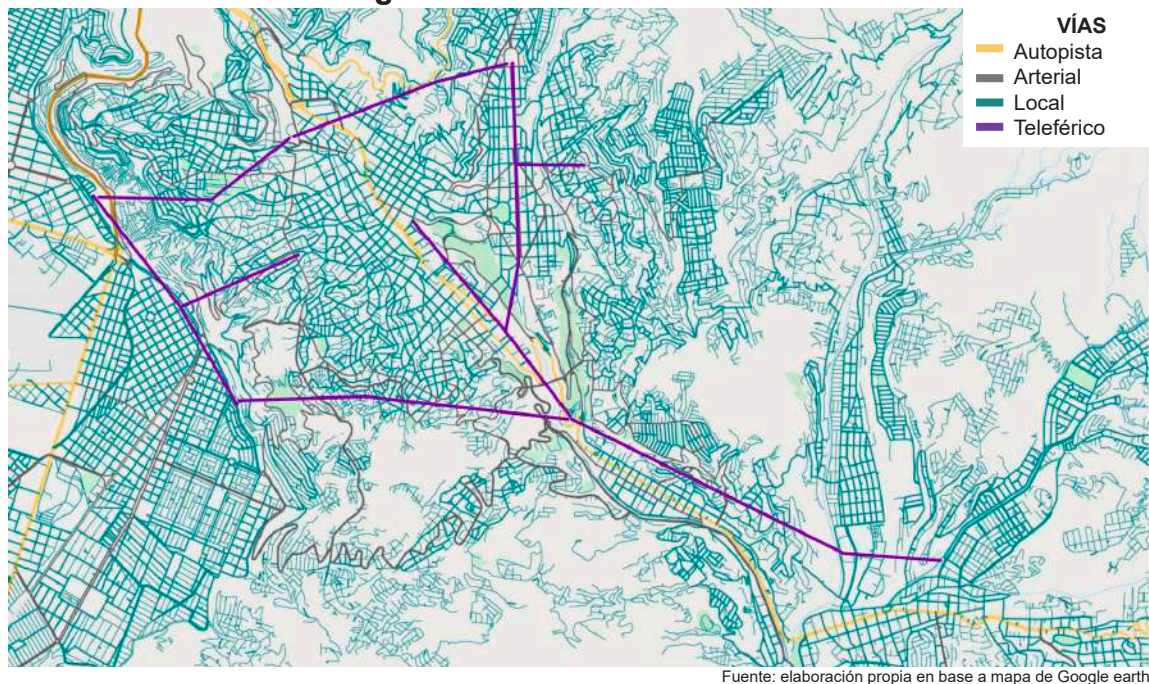 VÍAS
Autopista
Arterial
Local
Teleférico
Fuente: elaboración propia en base a mapa de Google earth